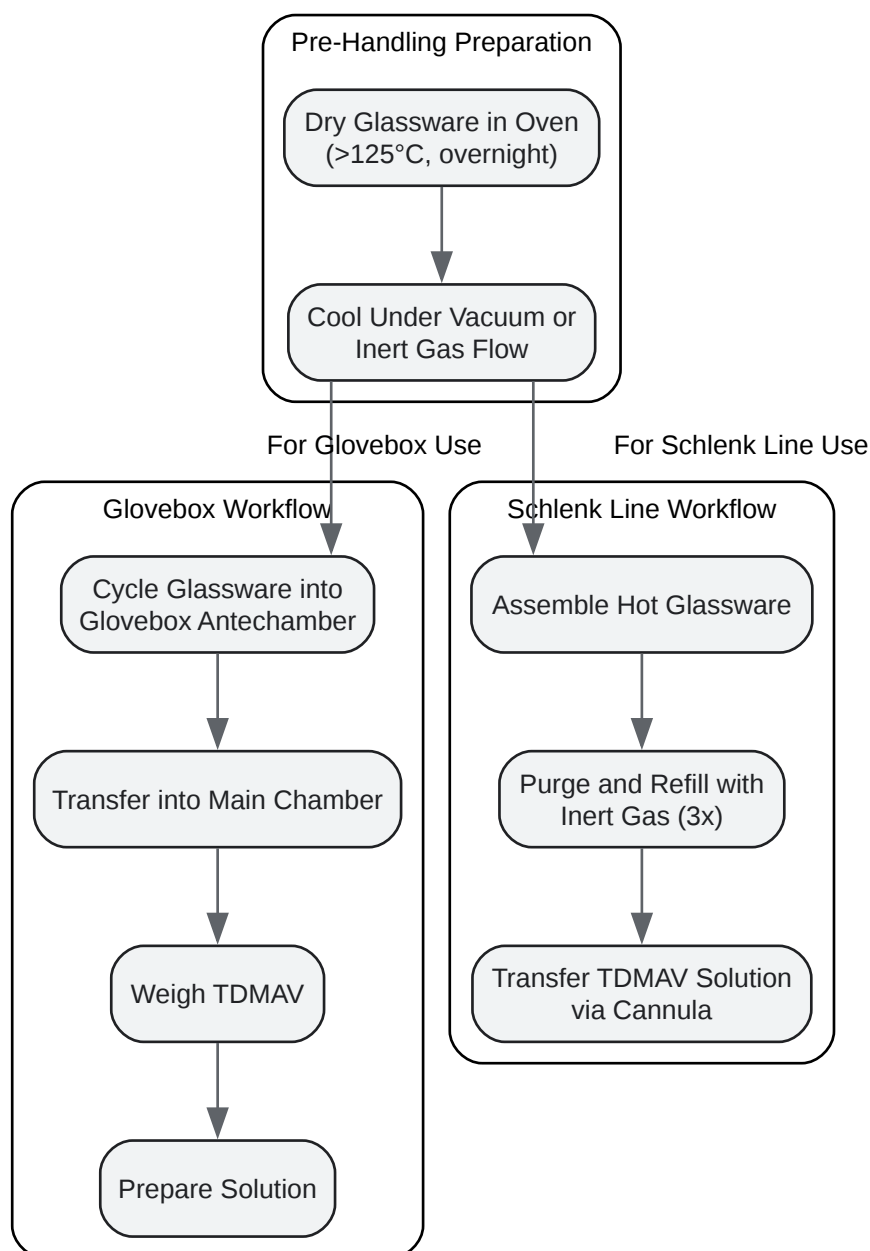 Pre-Handling Preparation
Dry Glassware in Oven
(>125°C, overnight)
Cool Under Vacuum or
Inert Gas Flow
For Glovebox Use
For Schlenk Line Use
Glovebox Workflow
Cycle Glassware into
Glovebox Antechamber
Transfer into Main Chamber
Weigh TDMAV
Prepare Solution
Schlenk Line Workflow
Assemble Hot Glassware
Purge and Refill with
Inert Gas (3x)
Transfer TDMAV Solution
via Cannula